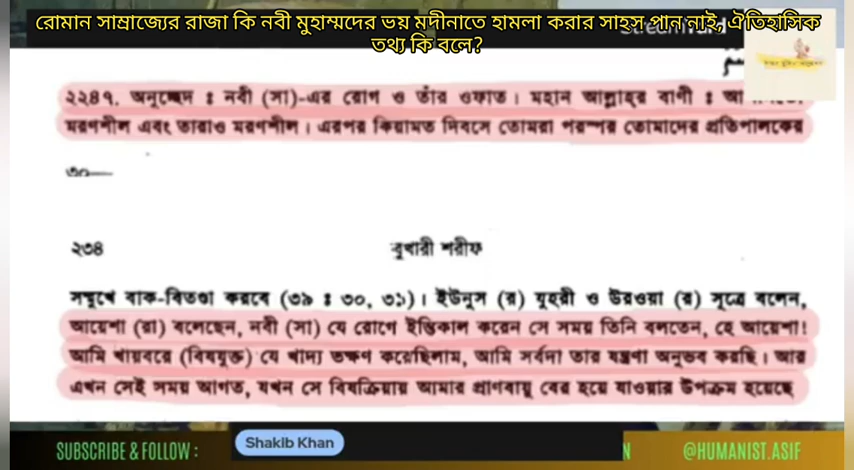 রোমান সাম্রাজ্যের রাজা কি নবী মুহাম্মদের ভয় মদীনাতে হামলা করার সাহস পান নাই, ঐতিহাসিক
তথ্য কি বলে?
২২৪৭. অনুচ্ছেদ : নবী (সা)-এর রোগ ও তাঁর ওফাত। মহান আল্লাহ্‌র বাণী :
মরণশীল এবং তারাও মরণশীল। এরপর কিয়ামত দিবসে তোমরা পরস্পর তোমাদের প্রতিপালকের
৩০—
২৩৪
বুখারী শরীফ
সম্মুখে বাক-বিতণ্ডা করবে (৩৯ : ৩০, ৩১)। ইউনুস (র) যুহরী ও উরওয়া (র) সূত্রে বলেন,
আয়েশা (রা) বলেছেন, নবী (সা) যে রোগে ইন্তিকাল করেন সে সময় তিনি বলতেন, হে আয়েশা!
আমি খায়বরে (বিষযুক্ত) যে খাদ্য ভক্ষণ করেছিলাম, আমি সর্বদা তার যন্ত্রণা অনুভব করছি। আর
এখন সেই সময় আগত, যখন সে বিষক্রিয়ায় আমার প্রাণবায়ু বের হয়ে যাওয়ার উপক্রম হয়েছে
SUBSCRIBE & FOLLOW :
Shakib Khan
N
@HUMANIST.ASIF